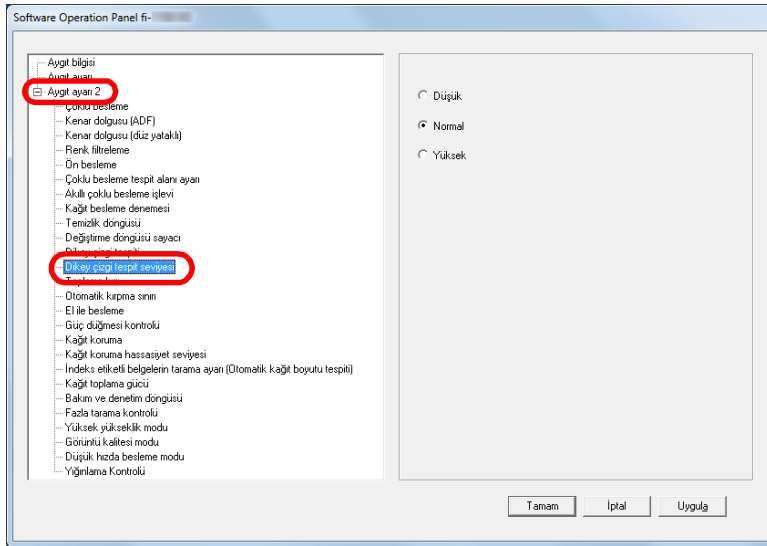 Software Operation Panel fi-
Aygıt bilgisi
Aygıt ayarı
Aygıt ayarı 2
Çoklu besleme
Kenar dolgusu (ADF)
Kenar dolgusu (düz yataklı)
Renk filtreleme
Ön besleme
Çoklu besleme tespit alanı ayarı
Akıllı çoklu besleme işlevi
Kağıt besleme denemesi
Temizlik döngüsü
Değiştirme döngüsü sayacı
Dikey çizgi tespiti
Dikey çizgi tespit seviyesi
Toplama hızı
Otomatik kırpma sınırı
El ile besleme
Güç düğmesi kontrolü
Kağıt koruma
Kağıt koruma hassasiyet seviyesi
İndeks etiketli belgelerin tarama ayarı (Otomatik kağıt boyutu tespiti)
Kağıt toplama gücü
Bakım ve denetim döngüsü
Fazla tarama kontrolü
Yüksek yükseklik modu
Görüntü kalitesi modu
Düşük hızda besleme modu
Yığınlama Kontrolü
Düşük
Normal
Yüksek
Tamam İptal Uygula